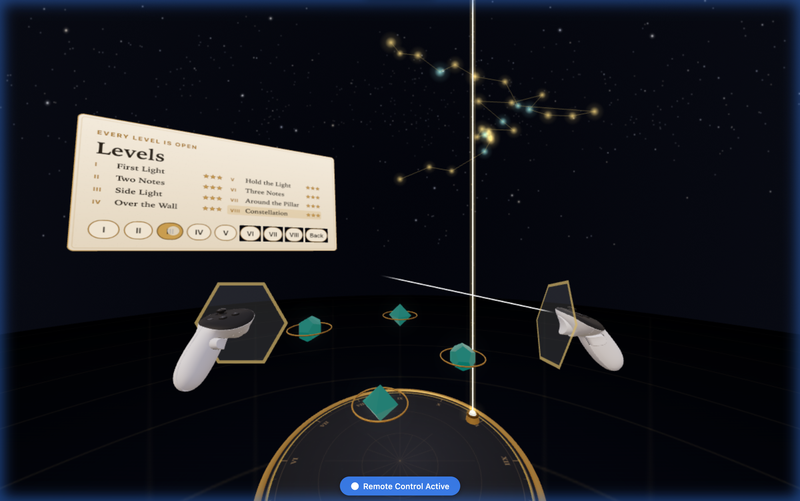 EVERY LEVEL IS OPEN
Levels
I First Light ★★★
II Two Notes ★★★
III Side Light ★★★
IV Over the Wall ★★★
V Hold the Light ★★★
VI Three Notes ★★★
VII Around the Pillar ★★★
VIII Constellation ★★★
I II IV V VI VII VIII Back
XII
Remote Control Active